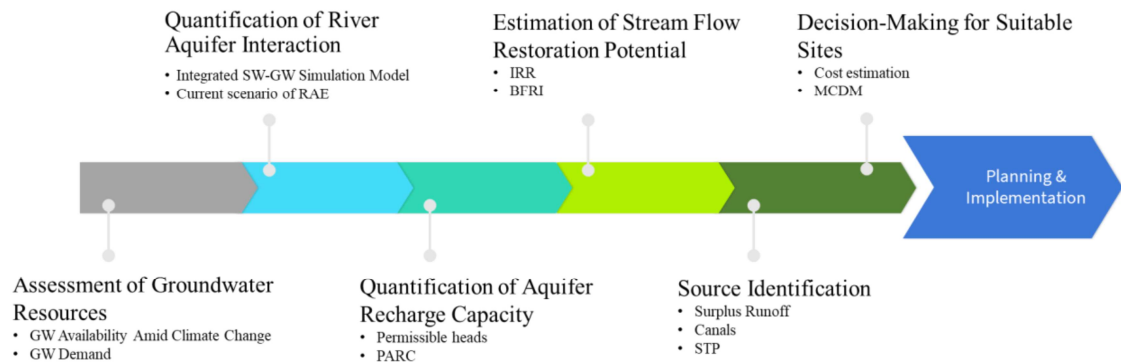 Quantification of River
Aquifer Interaction
• Integrated SW-GW Simulation Model
• Current scenario of RAE
Estimation of Stream Flow
Restoration Potential
• IRR
• BFRI
Decision-Making for Suitable
Sites
• Cost estimation
• MCDM
Planning &
Implementation
Assessment of Groundwater
Resources
• GW Availability Amid Climate Change
• GW Demand
Quantification of Aquifer
Recharge Capacity
• Permissible heads
• PARC
Source Identification
• Surplus Runoff
• Canals
• STP